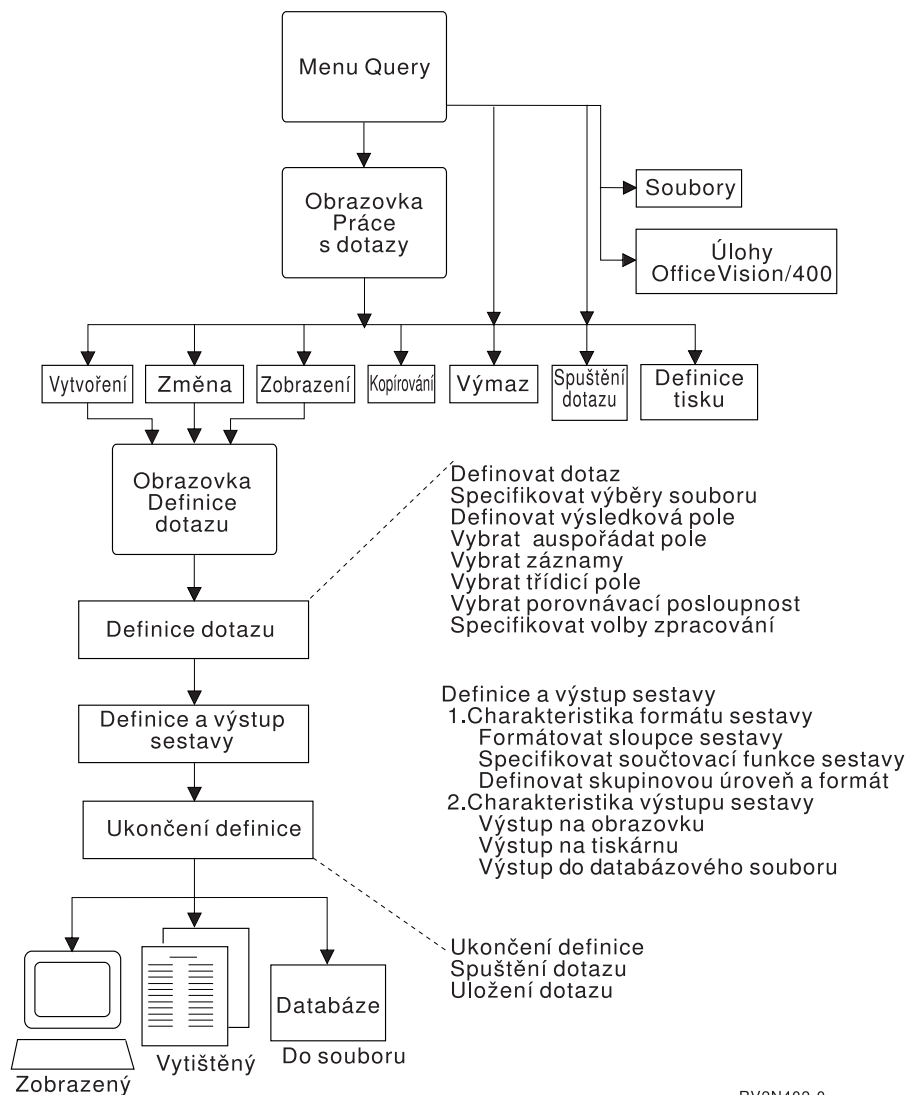 Menu Query
Obrazovka
Práce
s dotazy
Soubory
Úlohy
OfficeVision/400
Vytvoření
Změna
Zobrazení
Kopírování
Výmaz
Spuštění
dotazu
Definice
tisku
Obrazovka
Definice
dotazu
Definovat dotaz
Specifikovat výběry souboru
Definovat výsledková pole
Vybrat auspořádat pole
Vybrat záznamy
Vybrat třídicí pole
Vybrat porovnávací posloupnost
Specifikovat volby zpracování
Definice dotazu
Definice a výstup
sestavy
Definice a výstup sestavy
1.Charakteristika formátu sestavy
Formátovat sloupce sestavy
Specifikovat součtovací funkce sestavy
Definovat skupinovou úroveň a formát
2.Charakteristika výstupu sestavy
Výstup na obrazovku
Výstup na tiskárnu
Výstup do databázového souboru
Ukončení definice
Ukončení definice
Spuštění dotazu
Uložení dotazu
Databáze
Zobrazený
Vytištěný
Do souboru